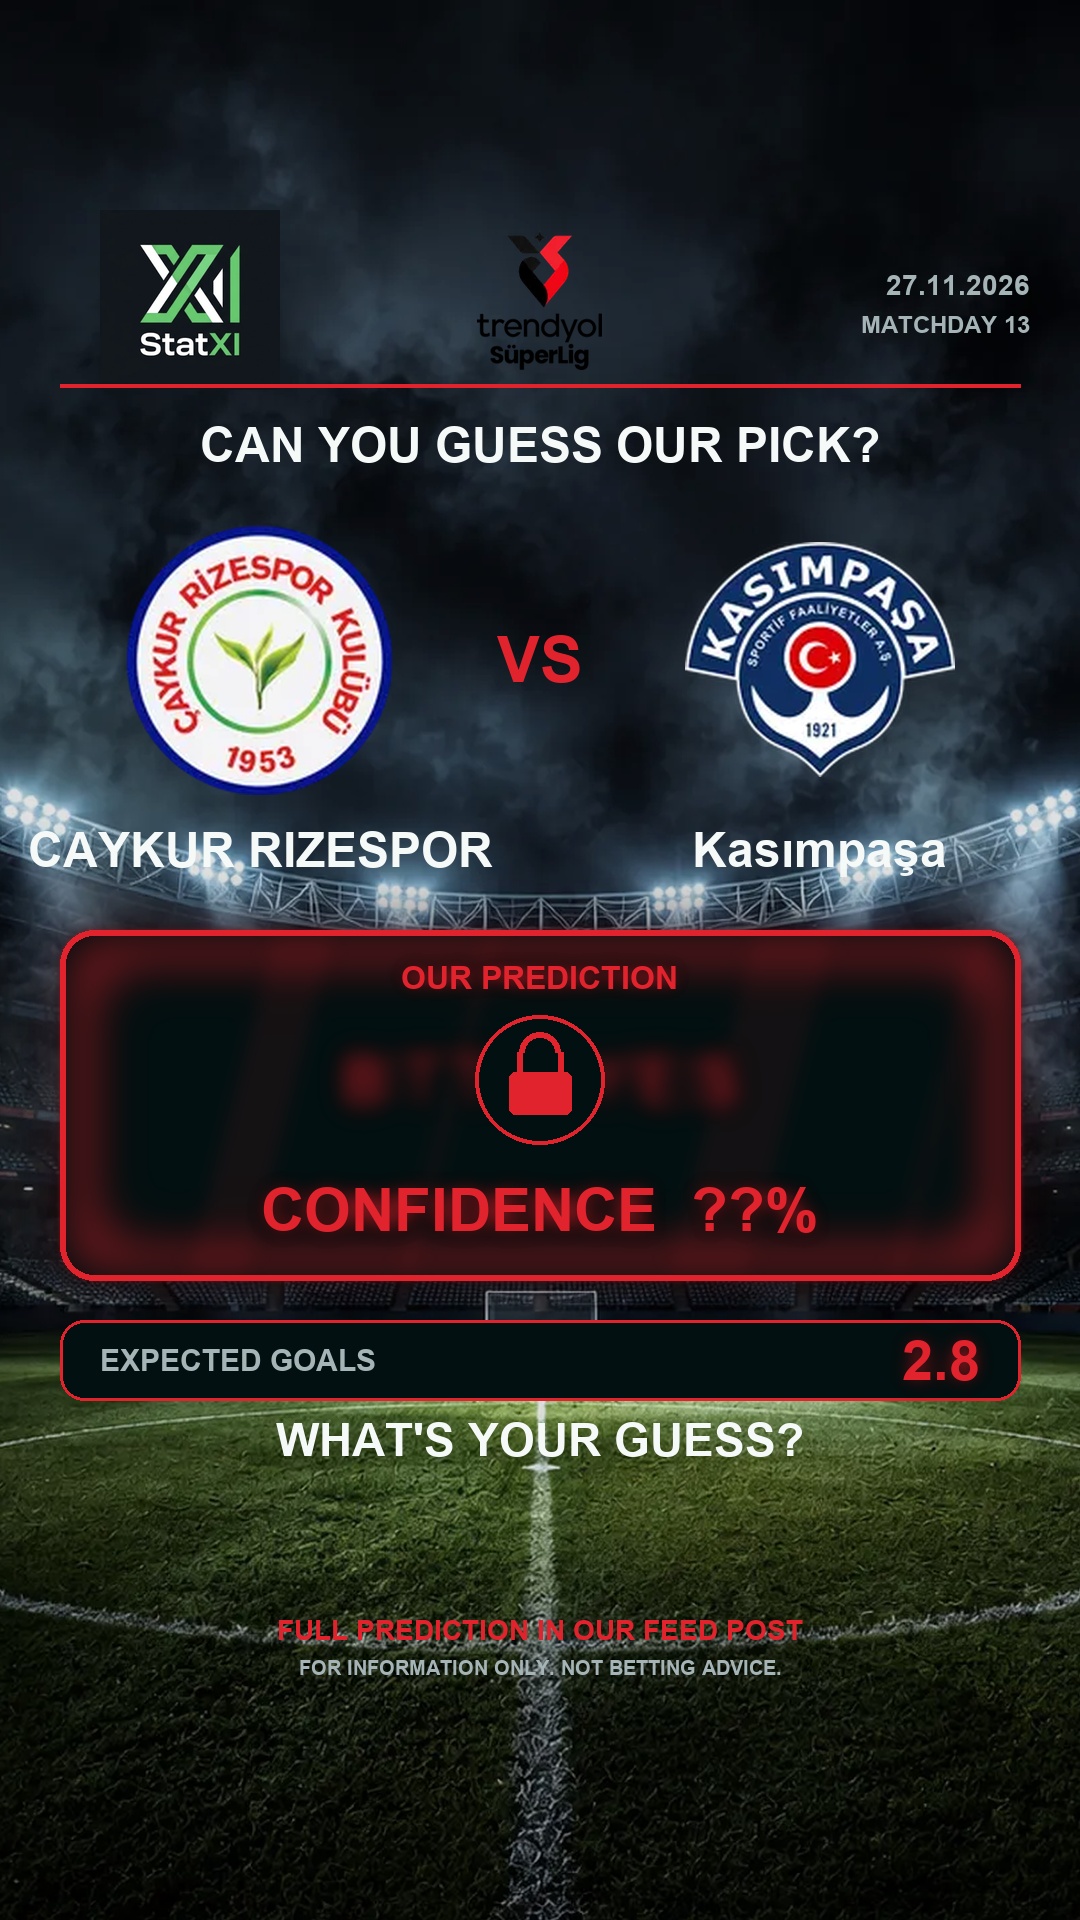 StatXI
trendyol
SüperLig
27.11.2026
MATCHDAY 13
CAN YOU GUESS OUR PICK?
ÇAYKUR RİZESPOR KULÜBÜ
1953
VS
KASIMPAŞA
SPORTİF FAALİYETLER A.Ş.
1921
CAYKUR RIZESPOR
Kasımpaşa
OUR PREDICTION
CONFIDENCE ??%
EXPECTED GOALS
2.8
WHAT'S YOUR GUESS?
FULL PREDICTION IN OUR FEED POST
FOR INFORMATION ONLY. NOT BETTING ADVICE.